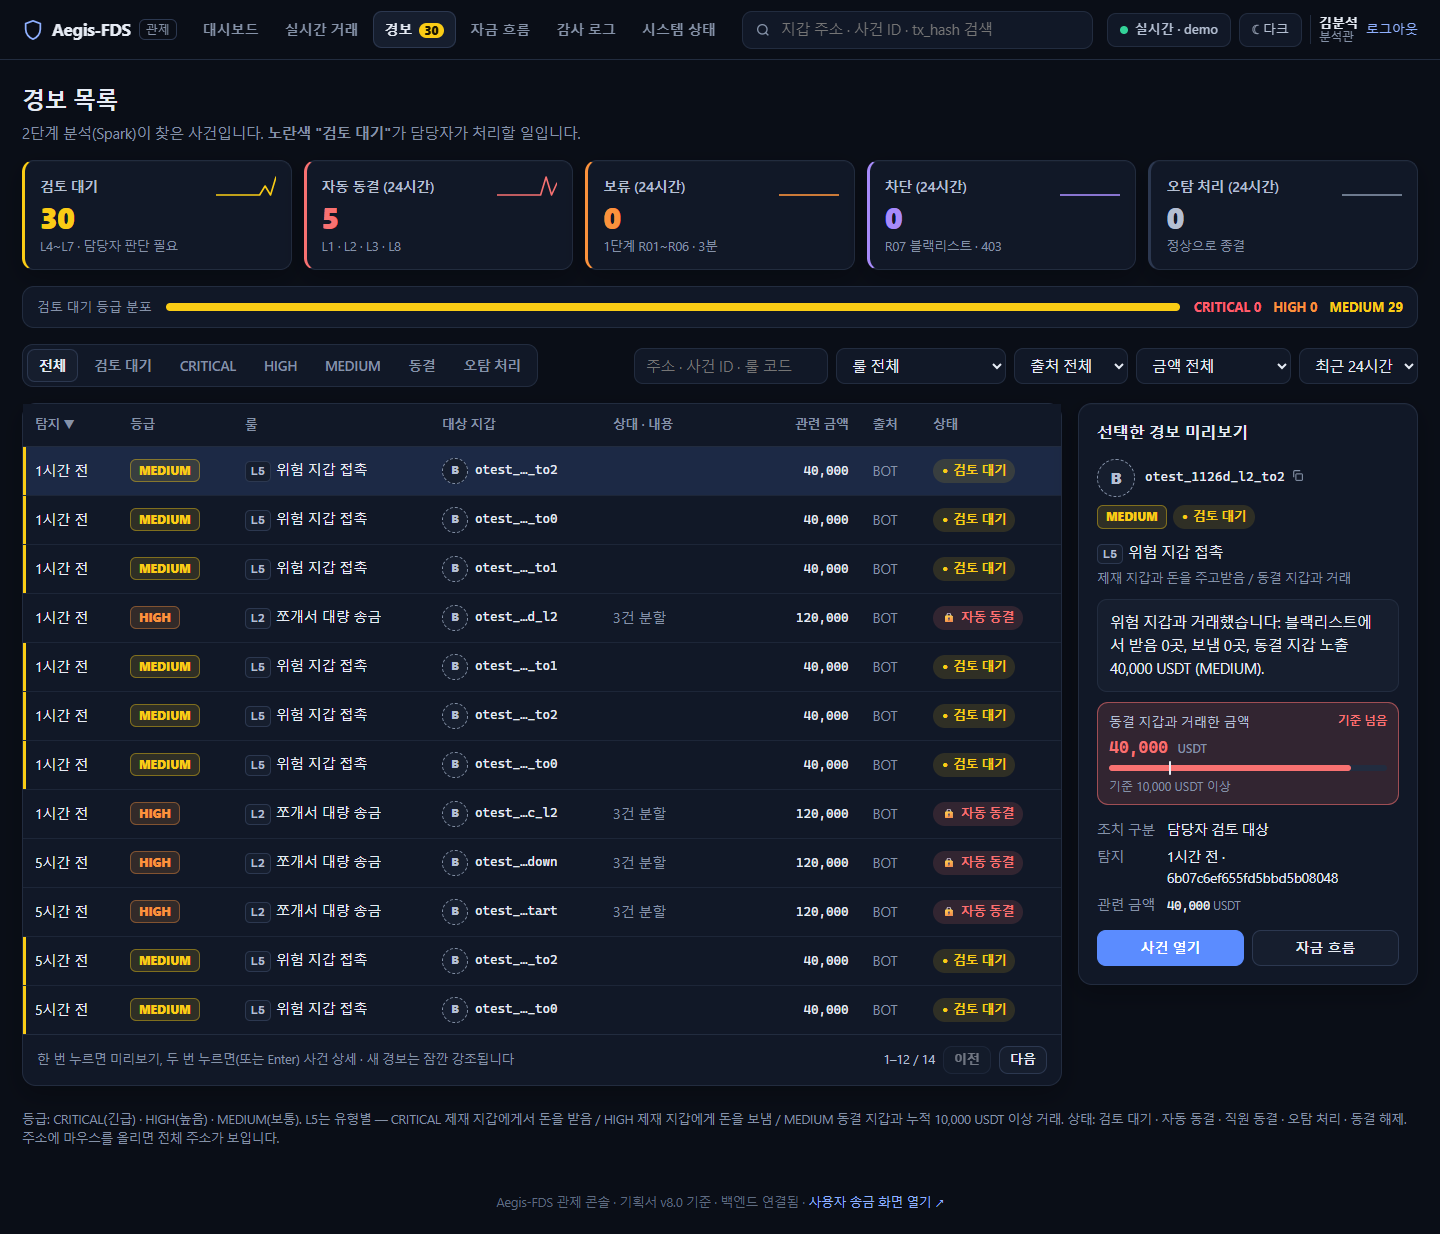 Aegis-FDS 관제 대시보드 실시간 거래 경보 30 자금 흐름 감사 로그 시스템 상태 지갑 주소 · 사건 ID · tx_hash 검색 실시간 · demo 다크 김분석 분석관 로그아웃
경보 목록
2단계 분석(Spark)이 찾은 사건입니다. 노란색 "검토 대기"가 담당자가 처리할 일입니다.
검토 대기
30
L4~L7 · 담당자 판단 필요
자동 동결 (24시간)
5
L1 · L2 · L3 · L8
보류 (24시간)
0
1단계 R01~R06 · 3분
차단 (24시간)
0
R07 블랙리스트 · 403
오탐 처리 (24시간)
0
정상으로 종결
검토 대기 등급 분포 CRITICAL 0 HIGH 0 MEDIUM 29
전체 검토 대기 CRITICAL HIGH MEDIUM 동결 오탐 처리 주소 · 사건 ID · 룰 코드 룰 전체 출처 전체 금액 전체 최근 24시간
탐지 ▼ 등급 룰 대상 지갑 상대 · 내용 관련 금액 출처 상태
1시간 전 MEDIUM L5 위험 지갑 접촉 B otest_…_to2 40,000 BOT • 검토 대기
1시간 전 MEDIUM L5 위험 지갑 접촉 B otest_…_to0 40,000 BOT • 검토 대기
1시간 전 MEDIUM L5 위험 지갑 접촉 B otest_…_to1 40,000 BOT • 검토 대기
1시간 전 HIGH L2 쪼개서 대량 송금 B otest_…d_l2 3건 분할 120,000 BOT 자동 동결
1시간 전 MEDIUM L5 위험 지갑 접촉 B otest_…_to1 40,000 BOT • 검토 대기
1시간 전 MEDIUM L5 위험 지갑 접촉 B otest_…_to2 40,000 BOT • 검토 대기
1시간 전 MEDIUM L5 위험 지갑 접촉 B otest_…_to0 40,000 BOT • 검토 대기
1시간 전 HIGH L2 쪼개서 대량 송금 B otest_…c_l2 3건 분할 120,000 BOT 자동 동결
5시간 전 HIGH L2 쪼개서 대량 송금 B otest_…down 3건 분할 120,000 BOT 자동 동결
5시간 전 HIGH L2 쪼개서 대량 송금 B otest_…tart 3건 분할 120,000 BOT 자동 동결
5시간 전 MEDIUM L5 위험 지갑 접촉 B otest_…_to2 40,000 BOT • 검토 대기
5시간 전 MEDIUM L5 위험 지갑 접촉 B otest_…_to0 40,000 BOT • 검토 대기
한 번 누르면 미리보기, 두 번 누르면(또는 Enter) 사건 상세 · 새 경보는 잠깐 강조됩니다 1–12 / 14 이전 다음
선택한 경보 미리보기
B otest_1126d_l2_to2
MEDIUM • 검토 대기
L5 위험 지갑 접촉
제재 지갑과 돈을 주고받음 / 동결 지갑과 거래
위험 지갑과 거래했습니다: 블랙리스트에
서 받음 0곳, 보냄 0곳, 동결 지갑 노출
40,000 USDT (MEDIUM).
동결 지갑과 거래한 금액 기준 넘음
40,000 USDT
기준 10,000 USDT 이상
조치 구분 담당자 검토 대상
탐지 1시간 전 ·
6b07c6ef655fd5bbd5b08048
관련 금액 40,000 USDT
사건 열기 자금 흐름
등급: CRITICAL(긴급) · HIGH(높음) · MEDIUM(보통). L5는 유형별 — CRITICAL 제재 지갑에게서 돈을 받음 / HIGH 제재 지갑에게 돈을 보냄 / MEDIUM 동결 지갑과 누적 10,000 USDT 이상 거래. 상태: 검토 대기 · 자동 동결 · 직원 동결 · 오탐 처리 · 동결 해제.
주소에 마우스를 올리면 전체 주소가 보입니다.
Aegis-FDS 관제 콘솔 · 기획서 v8.0 기준 · 백엔드 연결됨 · 사용자 송금 화면 열기 ↗